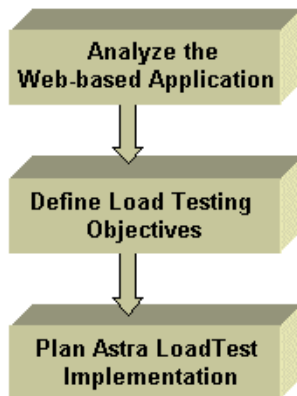 Analyze the
Web-based Application
Define Load Testing
Objectives
Plan Astra LoadTest
Implementation